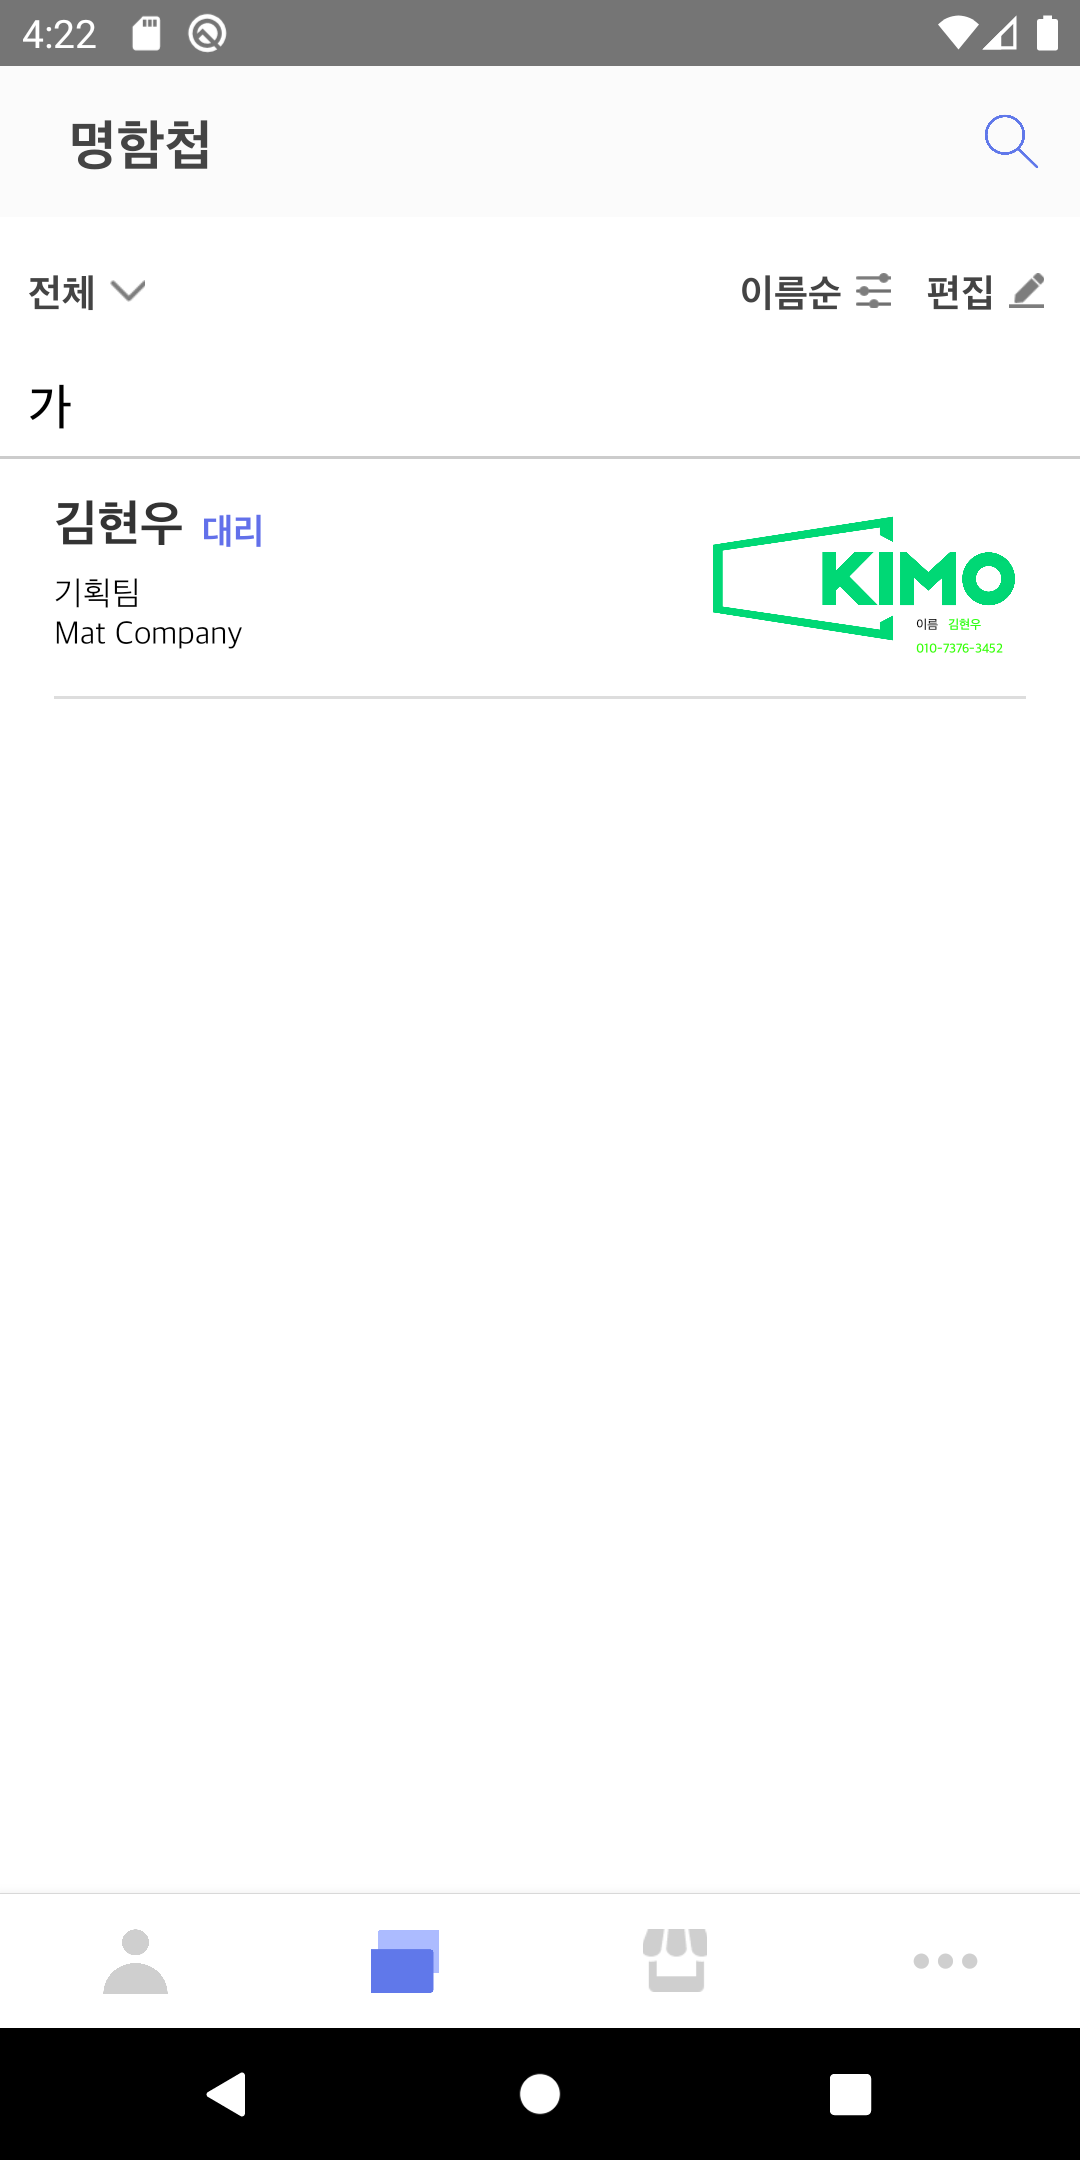 4:22
명함첩
전체 이름순 편집
가
김현우 대리
기획팀
Mat Company
KIMO
이름 김현우
010-7376-3452